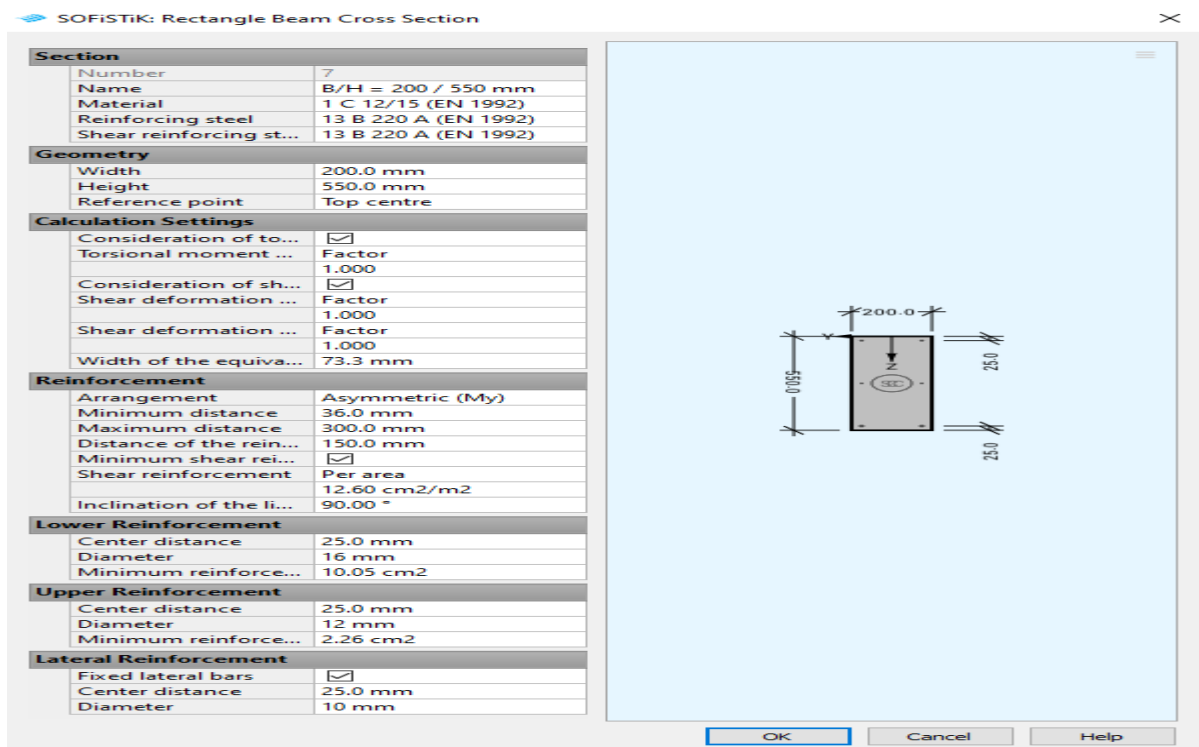 SOFiSTiK: Rectangle Beam Cross Section
Section
Number 7
Name B/H = 200 / 550 mm
Material 1 C 12/15 (EN 1992)
Reinforcing steel 13 B 220 A (EN 1992)
Shear reinforcing st... 13 B 220 A (EN 1992)
Geometry
Width 200.0 mm
Height 550.0 mm
Reference point Top centre
Calculation Settings
Consideration of to...
Torsional moment ... Factor
1.000
Consideration of sh...
Shear deformation ... Factor
1.000
Shear deformation ... Factor
1.000
Width of the equiva... 73.3 mm
Reinforcement
Arrangement Asymmetric (My)
Minimum distance 36.0 mm
Maximum distance 300.0 mm
Distance of the rein... 150.0 mm
Minimum shear rei...
Shear reinforcement Per area
12.60 cm2/m2
Inclination of the li... 90.00 °
Lower Reinforcement
Center distance 25.0 mm
Diameter 16 mm
Minimum reinforce... 10.05 cm2
Upper Reinforcement
Center distance 25.0 mm
Diameter 12 mm
Minimum reinforce... 2.26 cm2
Lateral Reinforcement
Fixed lateral bars
Center distance 25.0 mm
Diameter 10 mm
200.0
Y
Z
550.0
25.0
25.0
OK Cancel Help